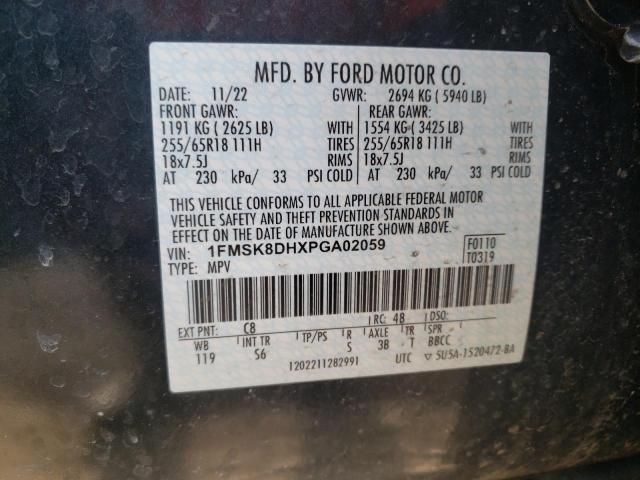 MFD. BY FORD MOTOR CO.
DATE: 11/22 GVWR: 2694 KG ( 5940 LB)
FRONT GAWR: REAR GAWR:
1191 KG ( 2625 LB) WITH 1554 KG ( 3425 LB) WITH
255/65R18 111H TIRES 255/65R18 111H TIRES
18x7.5J RIMS 18x7.5J RIMS
AT 230 kPa/ 33 PSI COLD AT 230 kPa/ 33 PSI COLD
THIS VEHICLE CONFORMS TO ALL APPLICABLE FEDERAL MOTOR
VEHICLE SAFETY AND THEFT PREVENTION STANDARDS IN
EFFECT ON THE DATE OF MANUFACTURE SHOWN ABOVE.
VIN: 1FMSK8DHXPGA02059 F0110
TYPE: MPV T0319
EXT PNT: C8 RC: 48 DSO:
WB INT TR TP/PS R AXLE TR SPR
119 S6 S 3B T BBCC
1202211282991 UTC ▽ 5U5A-1520472-BA